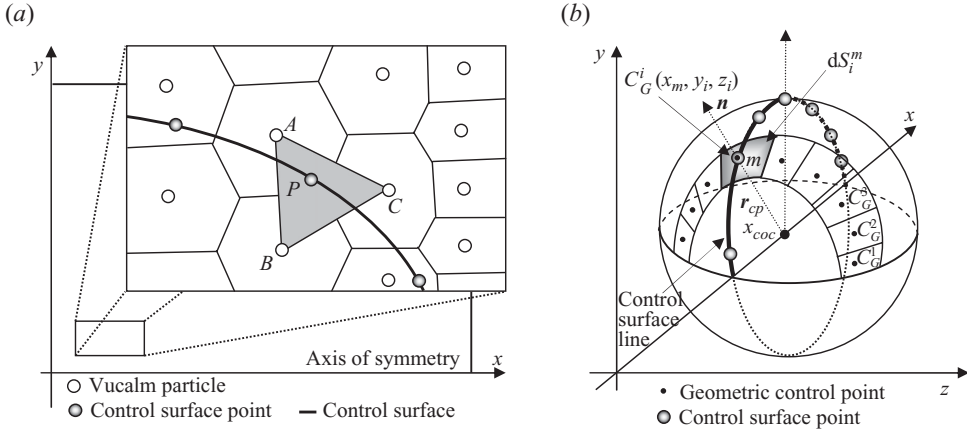 (a)
y
A
P
C
B
Axis of symmetry
x
Vucalm particle
Control surface point
Control surface
(b)
y
C_G^i (x_m, y_i, z_i)
dS_i^m
n
x
m
r_cp
x_coc
C_G^3
C_G^2
C_G^1
Control
surface
line
z
Geometric control point
Control surface point